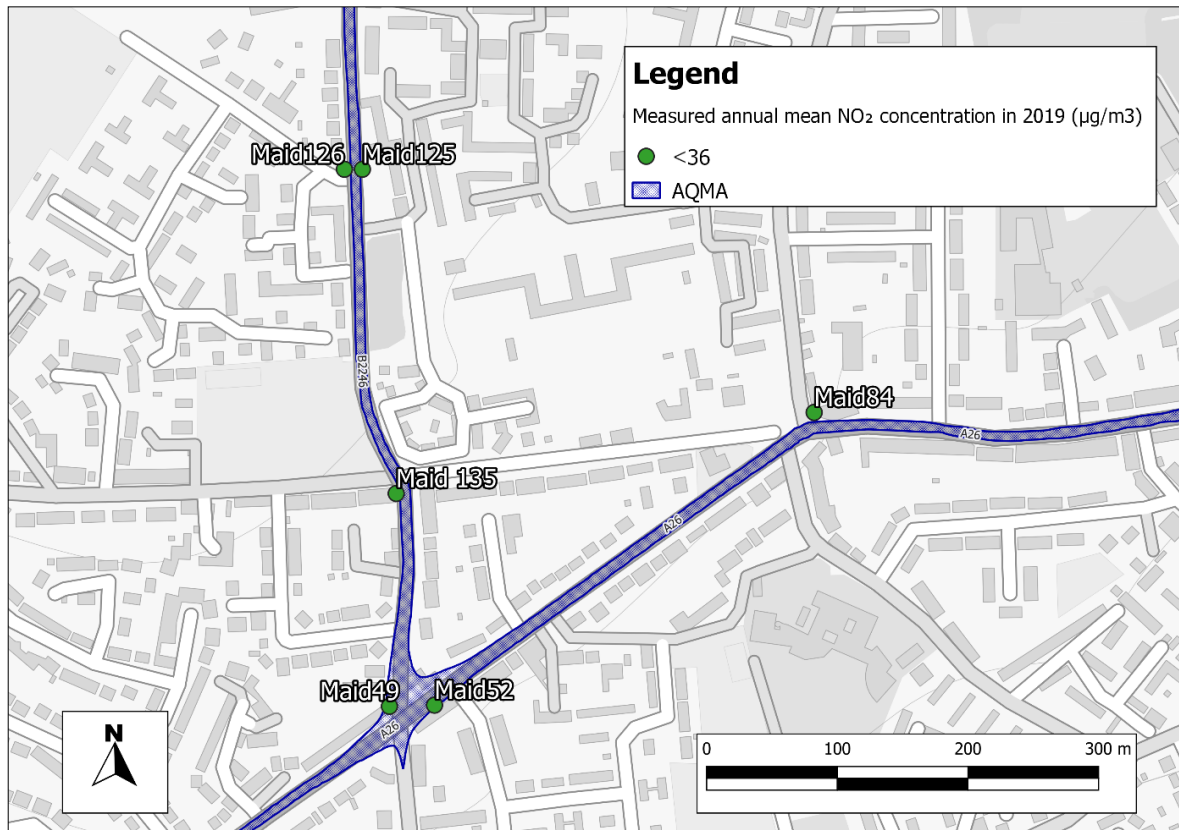 Legend
Measured annual mean NO₂ concentration in 2019 (µg/m3)
<36
AQMA
Maid126
Maid125
B2246
Maid84
A26
Maid 135
A26
Maid49
Maid52
A26
N
0 100 200 300 m